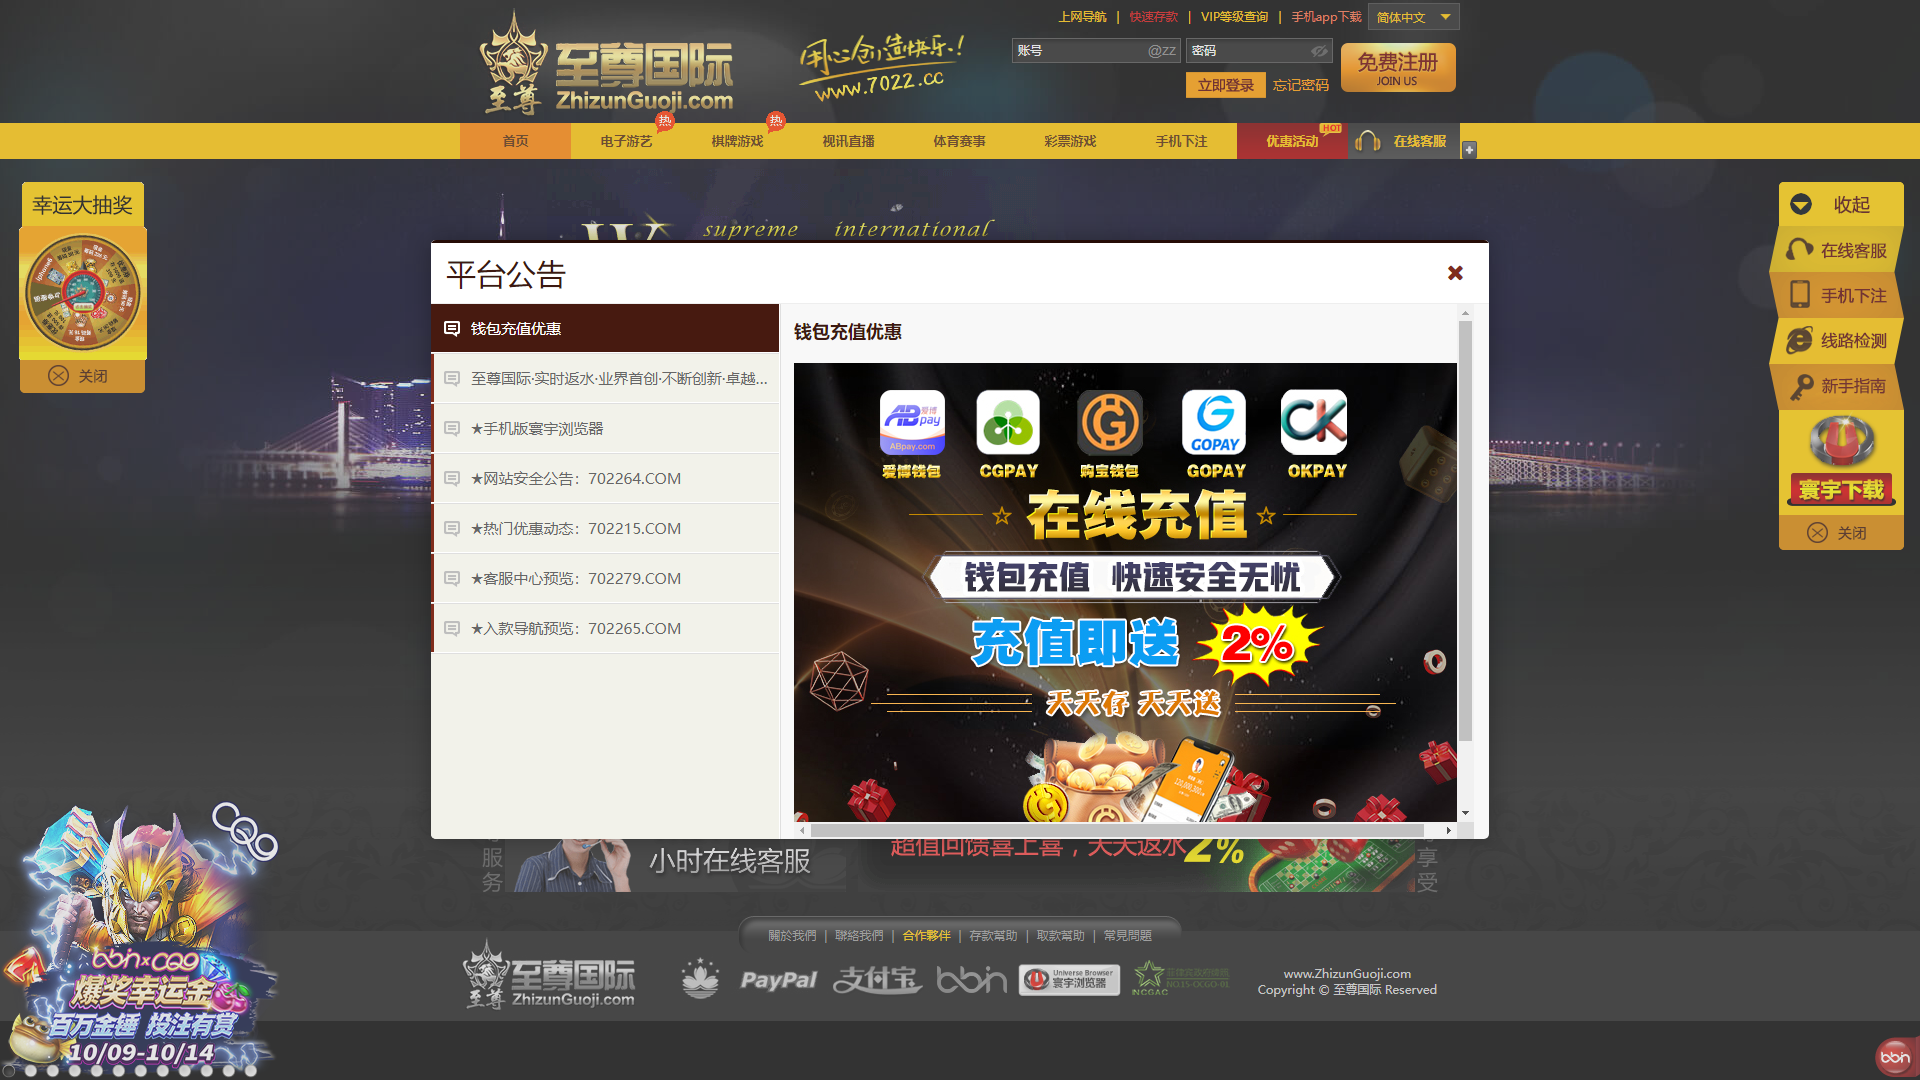 上网导航 | 快速存款 | VIP等级查询 | 手机app下载
简体中文
至尊
至尊国际
ZhizunGuoji.com
用心创造快乐!
www.7022.cc
账号 @zz
密码
立即登录
忘记密码
免费注册
JOIN US
首页
电子游艺
热
棋牌游戏
热
视讯直播
体育赛事
彩票游戏
手机下注
优惠活动
HOT
在线客服
幸运大抽奖
关闭
supreme international
收起
在线客服
手机下注
线路检测
新手指南
寰宇下载
关闭
平台公告
钱包充值优惠
至尊国际·实时返水·业界首创·不断创新·卓越...
★手机版寰宇浏览器
★网站安全公告：702264.COM
★热门优惠动态：702215.COM
★客服中心预览：702279.COM
★入款导航预览：702265.COM
钱包充值优惠
ABpay 爱博
ABpay.com
GOPAY
CK
爱博钱包
CGPAY
购宝钱包
GOPAY
OKPAY
在线充值
钱包充值 快速安全无忧
充值即送 2%
天天存 天天送
服务
小时在线客服
超值回馈喜上喜，天天返水2%
享受
CQ9
bbin x CQ9
爆奖幸运金
百万金锤 投注有赏
10/09-10/14
關於我們 | 聯絡我們 | 合作夥伴 | 存款幫助 | 取款幫助 | 常見問題
至尊
至尊国际
ZhizunGuoji.com
PayPal
支付宝
bbin
Universe Browser
寰宇浏览器
NCGAC
www.ZhizunGuoji.com
Copyright © 至尊国际 Reserved
bbin